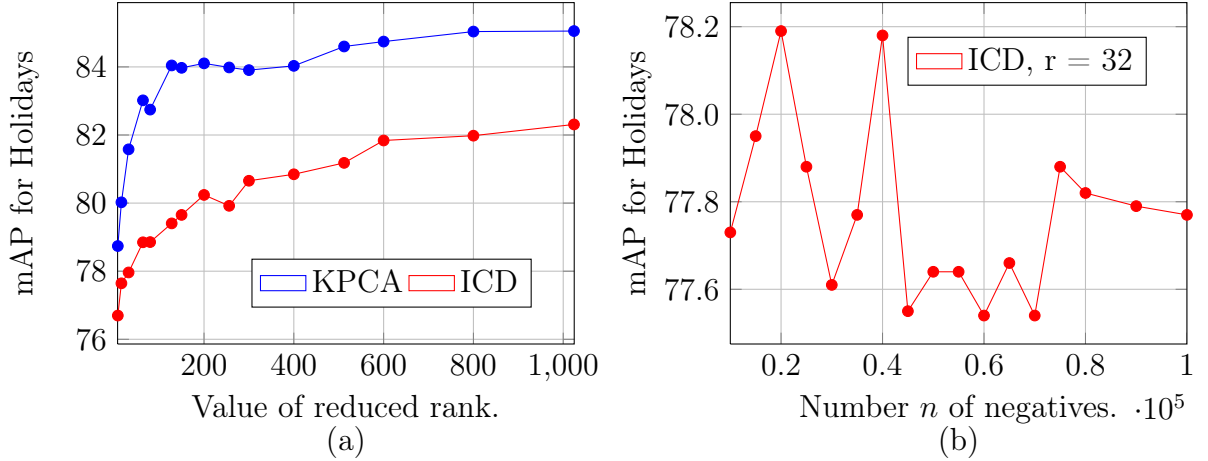 mAP for Holidays
84
82
80
78
76
KPCA ICD
200 400 600 800 1,000
Value of reduced rank.
(a)
mAP for Holidays
78.2
78.0
77.8
77.6
ICD, r = 32
0.2 0.4 0.6 0.8 1
Number n of negatives. ·10⁵
(b)